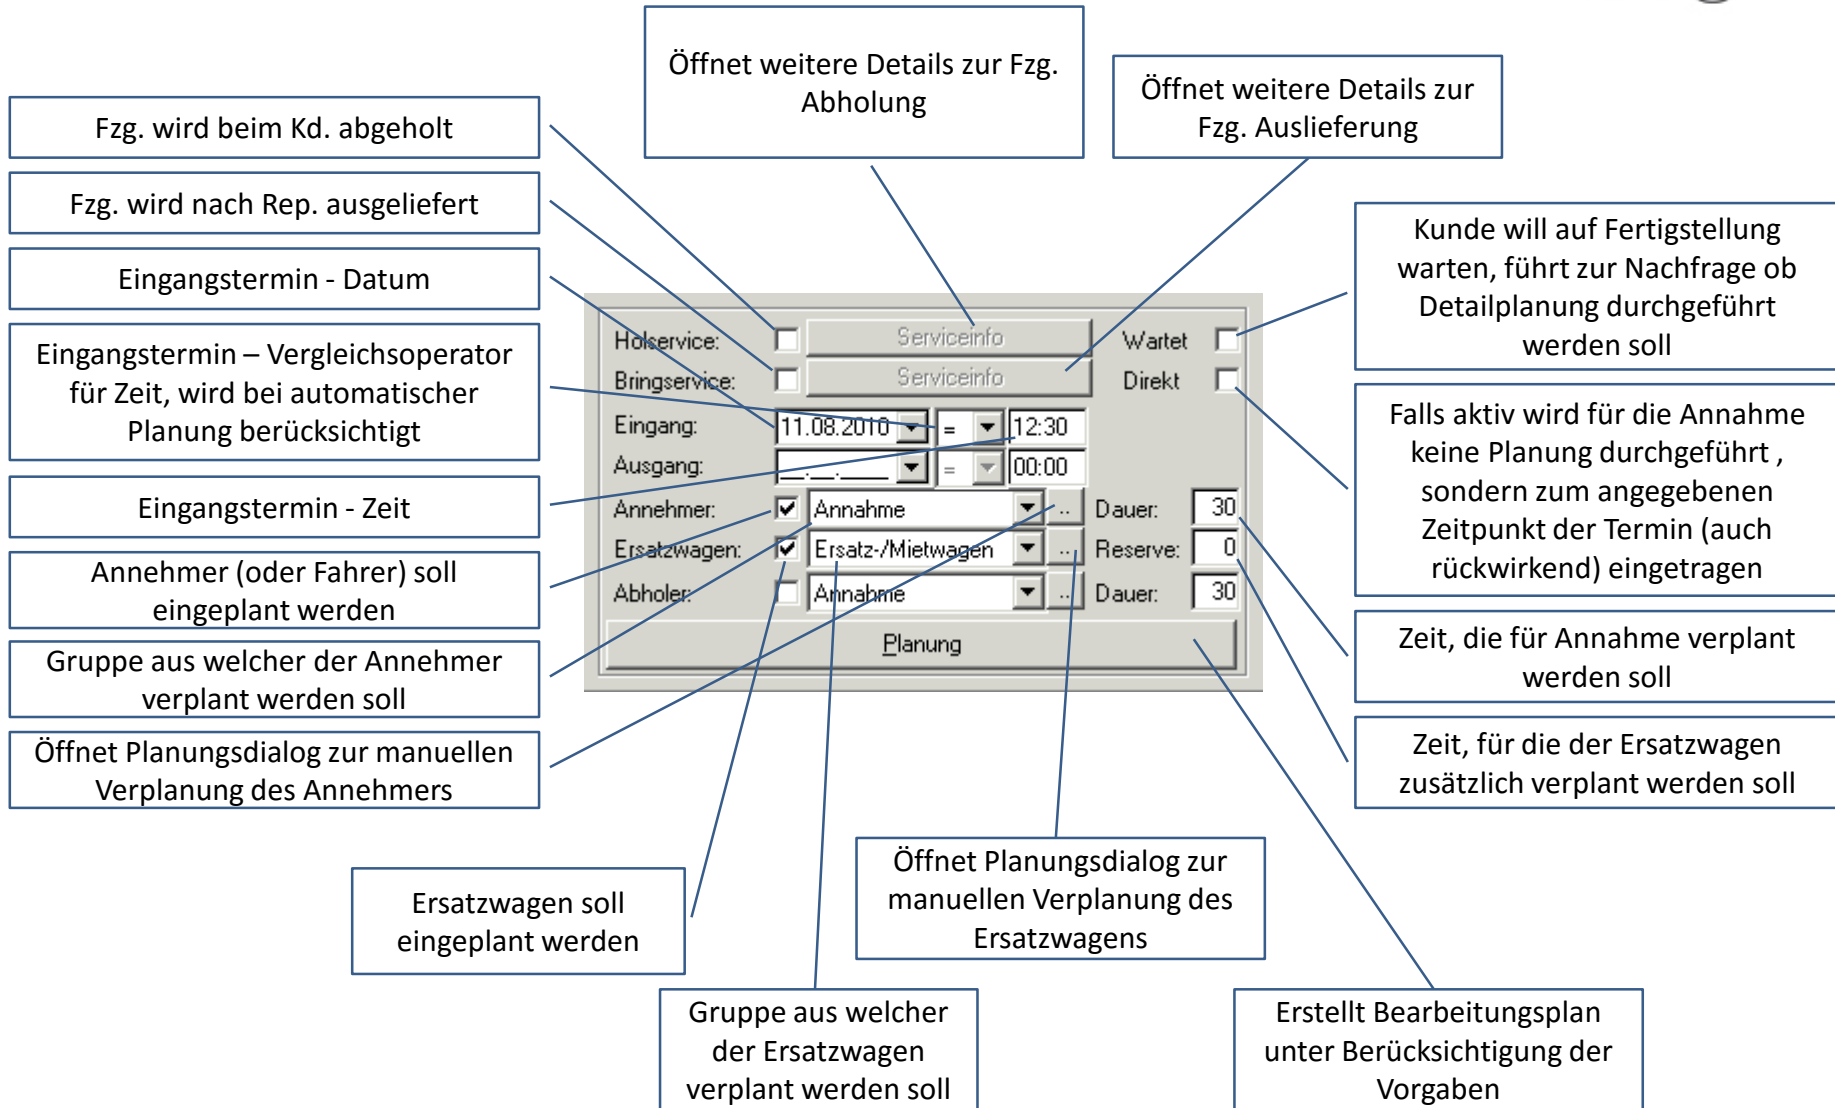 Öffnet weitere Details zur Fzg.
Abholung
Öffnet weitere Details zur
Fzg. Auslieferung
Fzg. wird beim Kd. abgeholt
Fzg. wird nach Rep. ausgeliefert
Eingangstermin - Datum
Eingangstermin – Vergleichsoperator
für Zeit, wird bei automatischer
Planung berücksichtigt
Eingangstermin - Zeit
Annehmer (oder Fahrer) soll
eingeplant werden
Gruppe aus welcher der Annehmer
verplant werden soll
Öffnet Planungsdialog zur manuellen
Verplanung des Annehmers
Holservice: Serviceinfo Wartet
Bringservice: Serviceinfo Direkt
Eingang: 11.08.2010 = 12:30
Ausgang: __.__.____ = 00:00
Annehmer: Annahme .. Dauer: 30
Ersatzwagen: Ersatz-/Mietwagen .. Reserve: 0
Abholer: Annahme .. Dauer: 30
Planung
Kunde will auf Fertigstellung
warten, führt zur Nachfrage ob
Detailplanung durchgeführt
werden soll
Falls aktiv wird für die Annahme
keine Planung durchgeführt ,
sondern zum angegebenen
Zeitpunkt der Termin (auch
rückwirkend) eingetragen
Zeit, die für Annahme verplant
werden soll
Zeit, für die der Ersatzwagen
zusätzlich verplant werden soll
Ersatzwagen soll
eingeplant werden
Gruppe aus welcher
der Ersatzwagen
verplant werden soll
Öffnet Planungsdialog zur
manuellen Verplanung des
Ersatzwagens
Erstellt Bearbeitungsplan
unter Berücksichtigung der
Vorgaben